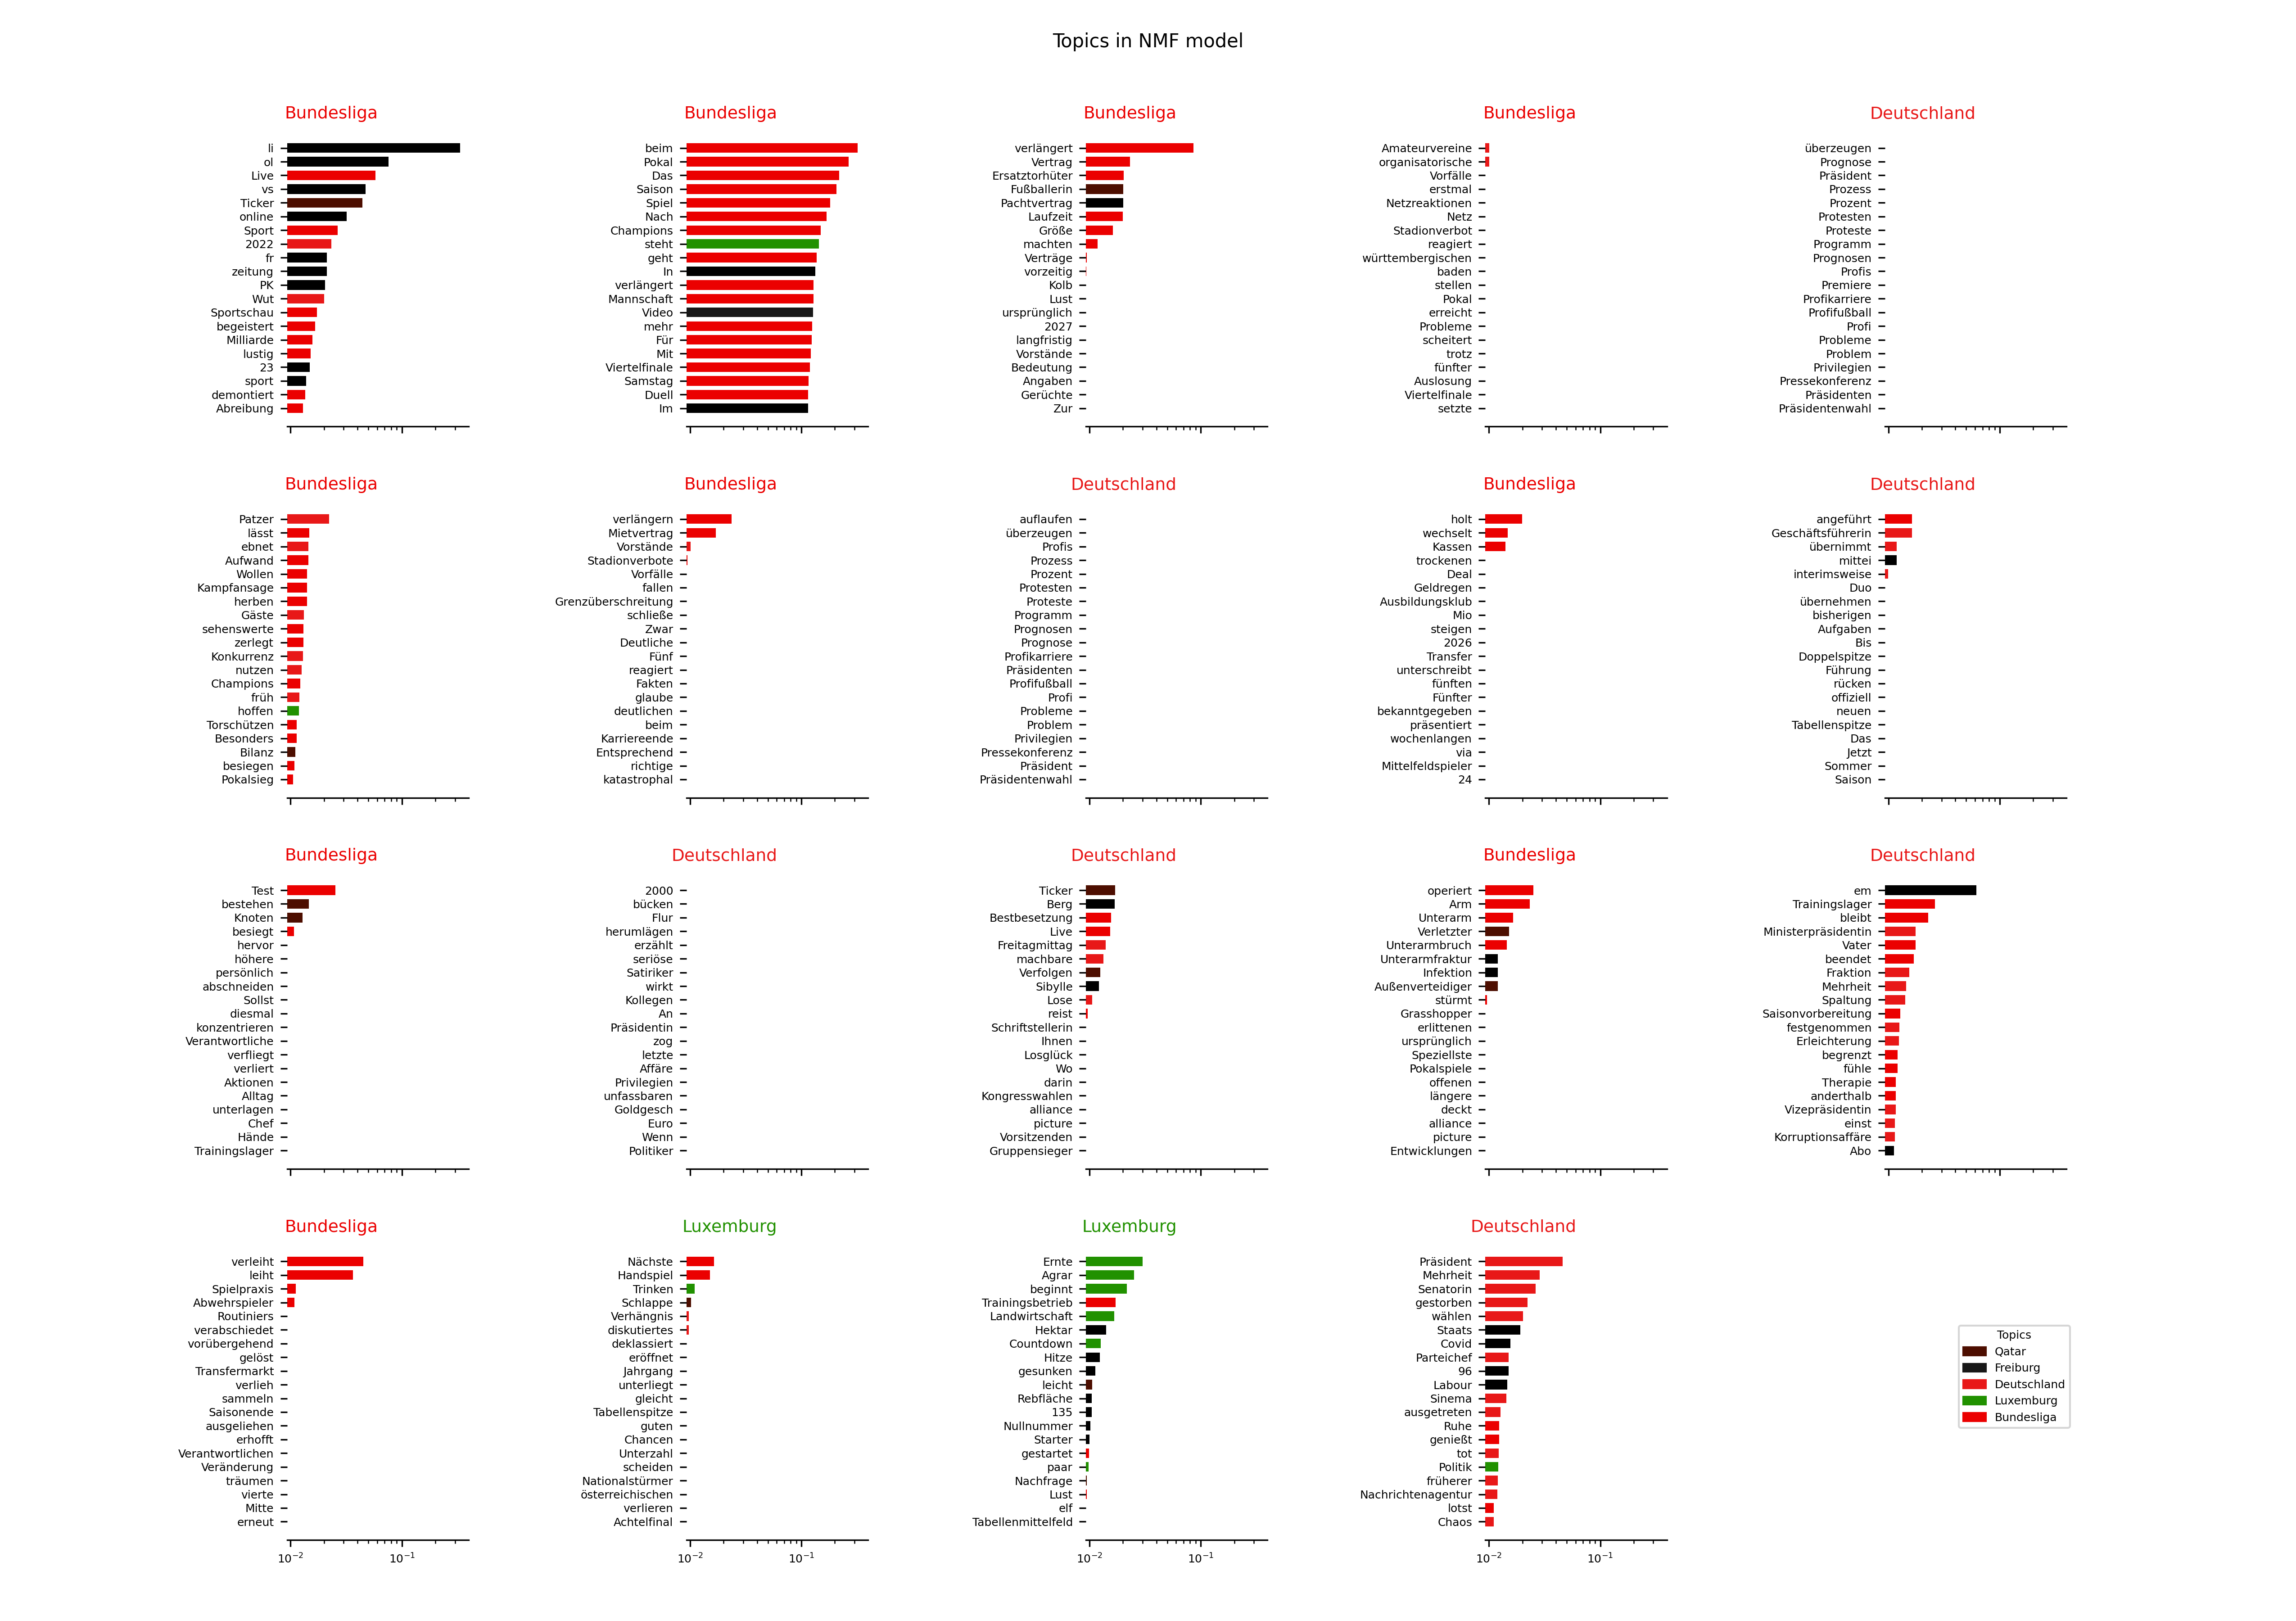 Topics in NMF model
Bundesliga
li
ol
Live
vs
Ticker
online
Sport
2022
fr
zeitung
PK
Wut
Sportschau
begeistert
Milliarde
lustig
23
sport
demontiert
Abreibung
Bundesliga
beim
Pokal
Das
Saison
Spiel
Nach
Champions
steht
geht
In
verlängert
Mannschaft
Video
mehr
Für
Mit
Viertelfinale
Samstag
Duell
Im
Bundesliga
verlängert
Vertrag
Ersatztorhüter
Fußballerin
Pachtvertrag
Laufzeit
Größe
machten
Verträge
vorzeitig
Kolb
Lust
ursprünglich
2027
langfristig
Vorstände
Bedeutung
Angaben
Gerüchte
Zur
Bundesliga
Amateurvereine
organisatorische
Vorfälle
erstmal
Netzreaktionen
Netz
Stadionverbot
reagiert
württembergischen
baden
stellen
Pokal
erreicht
Probleme
scheitert
trotz
fünfter
Auslosung
Viertelfinale
setzte
Deutschland
überzeugen
Prognose
Präsident
Prozess
Prozent
Protesten
Proteste
Programm
Prognosen
Profis
Premiere
Profikarriere
Profifußball
Profi
Probleme
Problem
Privilegien
Pressekonferenz
Präsidenten
Präsidentenwahl
Bundesliga
Patzer
lässt
ebnet
Aufwand
Wollen
Kampfansage
herben
Gäste
sehenswerte
zerlegt
Konkurrenz
nutzen
Champions
früh
hoffen
Torschützen
Besonders
Bilanz
besiegen
Pokalsieg
Bundesliga
verlängern
Mietvertrag
Vorstände
Stadionverbote
Vorfälle
fallen
Grenzüberschreitung
schließe
Zwar
Deutliche
Fünf
reagiert
Fakten
glaube
deutlichen
beim
Karriereende
Entsprechend
richtige
katastrophal
Deutschland
auflaufen
überzeugen
Profis
Prozess
Prozent
Protesten
Proteste
Programm
Prognosen
Prognose
Profikarriere
Präsidenten
Profifußball
Profi
Probleme
Problem
Privilegien
Pressekonferenz
Präsident
Präsidentenwahl
Bundesliga
holt
wechselt
Kassen
trockenen
Deal
Geldregen
Ausbildungsklub
Mio
steigen
2026
Transfer
unterschreibt
fünften
Fünfter
bekanntgegeben
präsentiert
wochenlangen
via
Mittelfeldspieler
24
Deutschland
angeführt
Geschäftsführerin
übernimmt
mittei
interimsweise
Duo
übernehmen
bisherigen
Aufgaben
Bis
Doppelspitze
Führung
rücken
offiziell
neuen
Tabellenspitze
Das
Jetzt
Sommer
Saison
Bundesliga
Test
bestehen
Knoten
besiegt
hervor
höhere
persönlich
abschneiden
Sollst
diesmal
konzentrieren
Verantwortliche
verfliegt
verliert
Aktionen
Alltag
unterlagen
Chef
Hände
Trainingslager
Deutschland
2000
bücken
Flur
herumlägen
erzählt
seriöse
Satiriker
wirkt
Kollegen
An
Präsidentin
zog
letzte
Affäre
Privilegien
unfassbaren
Goldgesch
Euro
Wenn
Politiker
Deutschland
Ticker
Berg
Bestbesetzung
Live
Freitagmittag
machbare
Verfolgen
Sibylle
Lose
reist
Schriftstellerin
Ihnen
Losglück
Wo
darin
Kongresswahlen
alliance
picture
Vorsitzenden
Gruppensieger
Bundesliga
operiert
Arm
Unterarm
Verletzter
Unterarmbruch
Unterarmfraktur
Infektion
Außenverteidiger
stürmt
Grasshopper
erlittenen
ursprünglich
Speziellste
Pokalspiele
offenen
längere
deckt
alliance
picture
Entwicklungen
Deutschland
em
Trainingslager
bleibt
Ministerpräsidentin
Vater
beendet
Fraktion
Mehrheit
Spaltung
Saisonvorbereitung
festgenommen
Erleichterung
begrenzt
fühle
Therapie
anderthalb
Vizepräsidentin
einst
Korruptionsaffäre
Abo
Bundesliga
verleiht
leiht
Spielpraxis
Abwehrspieler
Routiniers
verabschiedet
vorübergehend
gelöst
Transfermarkt
verlieh
sammeln
Saisonende
ausgeliehen
erhofft
Verantwortlichen
Veränderung
träumen
vierte
Mitte
erneut
10⁻² 10⁻¹
Luxemburg
Nächste
Handspiel
Trinken
Schlappe
Verhängnis
diskutiertes
deklassiert
eröffnet
Jahrgang
unterliegt
gleicht
Tabellenspitze
guten
Chancen
Unterzahl
scheiden
Nationalstürmer
österreichischen
verlieren
Achtelfinal
10⁻² 10⁻¹
Luxemburg
Ernte
Agrar
beginnt
Trainingsbetrieb
Landwirtschaft
Hektar
Countdown
Hitze
gesunken
leicht
Rebfläche
135
Nullnummer
Starter
gestartet
paar
Nachfrage
Lust
elf
Tabellenmittelfeld
10⁻² 10⁻¹
Deutschland
Präsident
Mehrheit
Senatorin
gestorben
wählen
Staats
Covid
Parteichef
96
Labour
Sinema
ausgetreten
Ruhe
genießt
tot
Politik
früherer
Nachrichtenagentur
lotst
Chaos
10⁻² 10⁻¹
Topics
Qatar
Freiburg
Deutschland
Luxemburg
Bundesliga